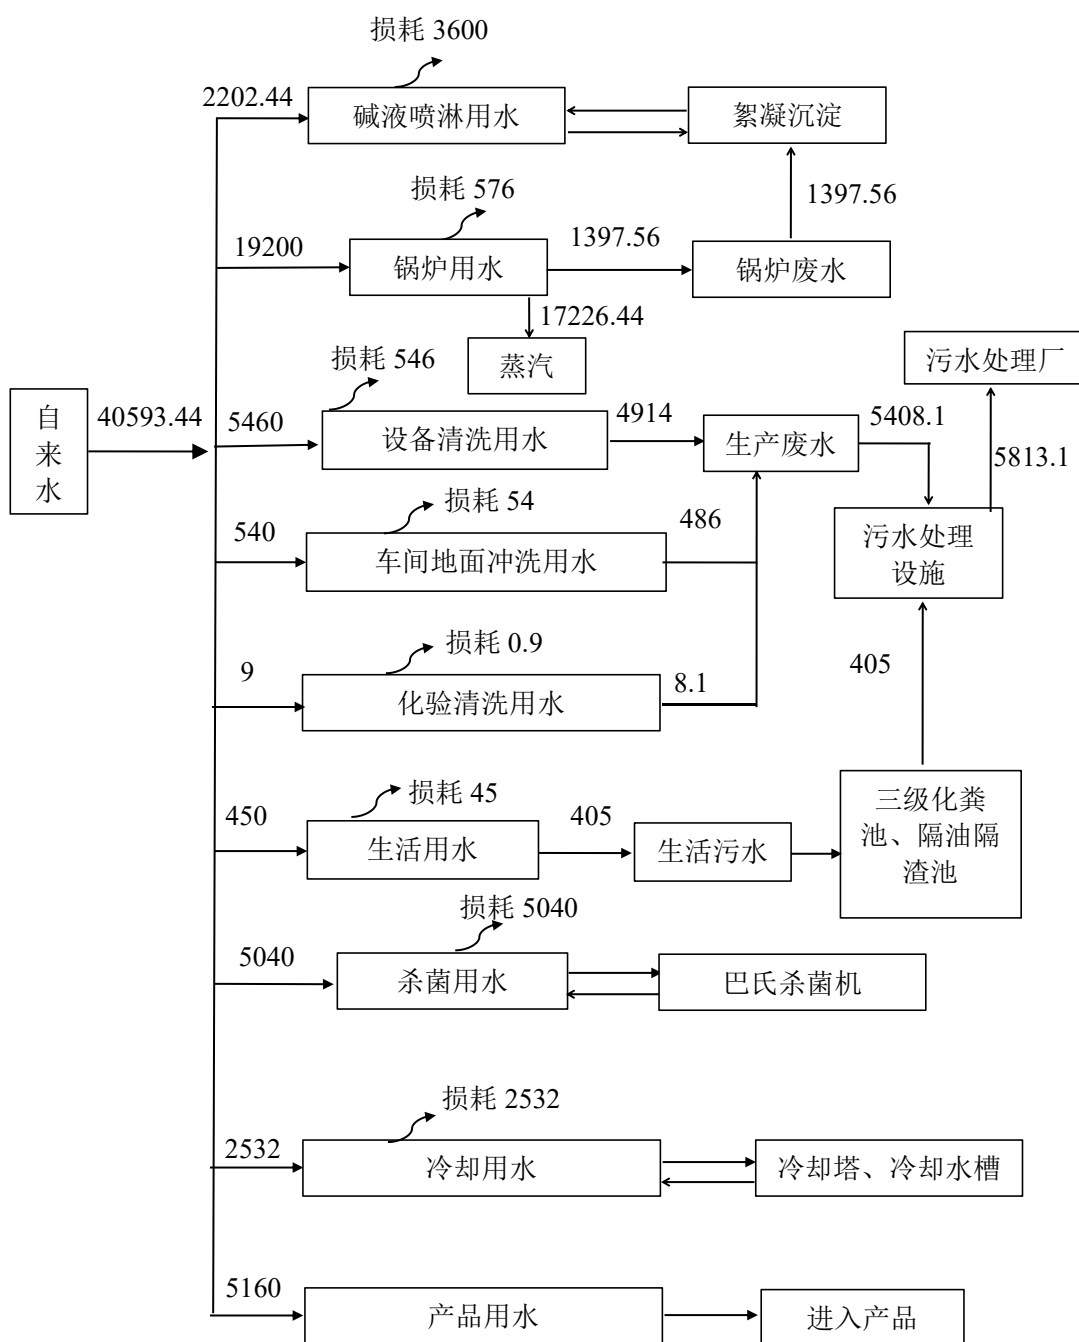 损耗 3600
2202.44
碱液喷淋用水
絮凝沉淀
损耗 576
1397.56
19200
锅炉用水
1397.56
锅炉废水
17226.44
蒸汽
损耗 546
污水处理厂
自
来
水
40593.44
5460
设备清洗用水
4914
生产废水
5408.1
5813.1
损耗 54
540
车间地面冲洗用水
486
污水处理
设施
损耗 0.9
9
化验清洗用水
8.1
405
损耗 45
450
生活用水
405
生活污水
三级化粪
池、隔油隔
渣池
损耗 5040
5040
杀菌用水
巴氏杀菌机
损耗 2532
2532
冷却用水
冷却塔、冷却水槽
5160
产品用水
进入产品